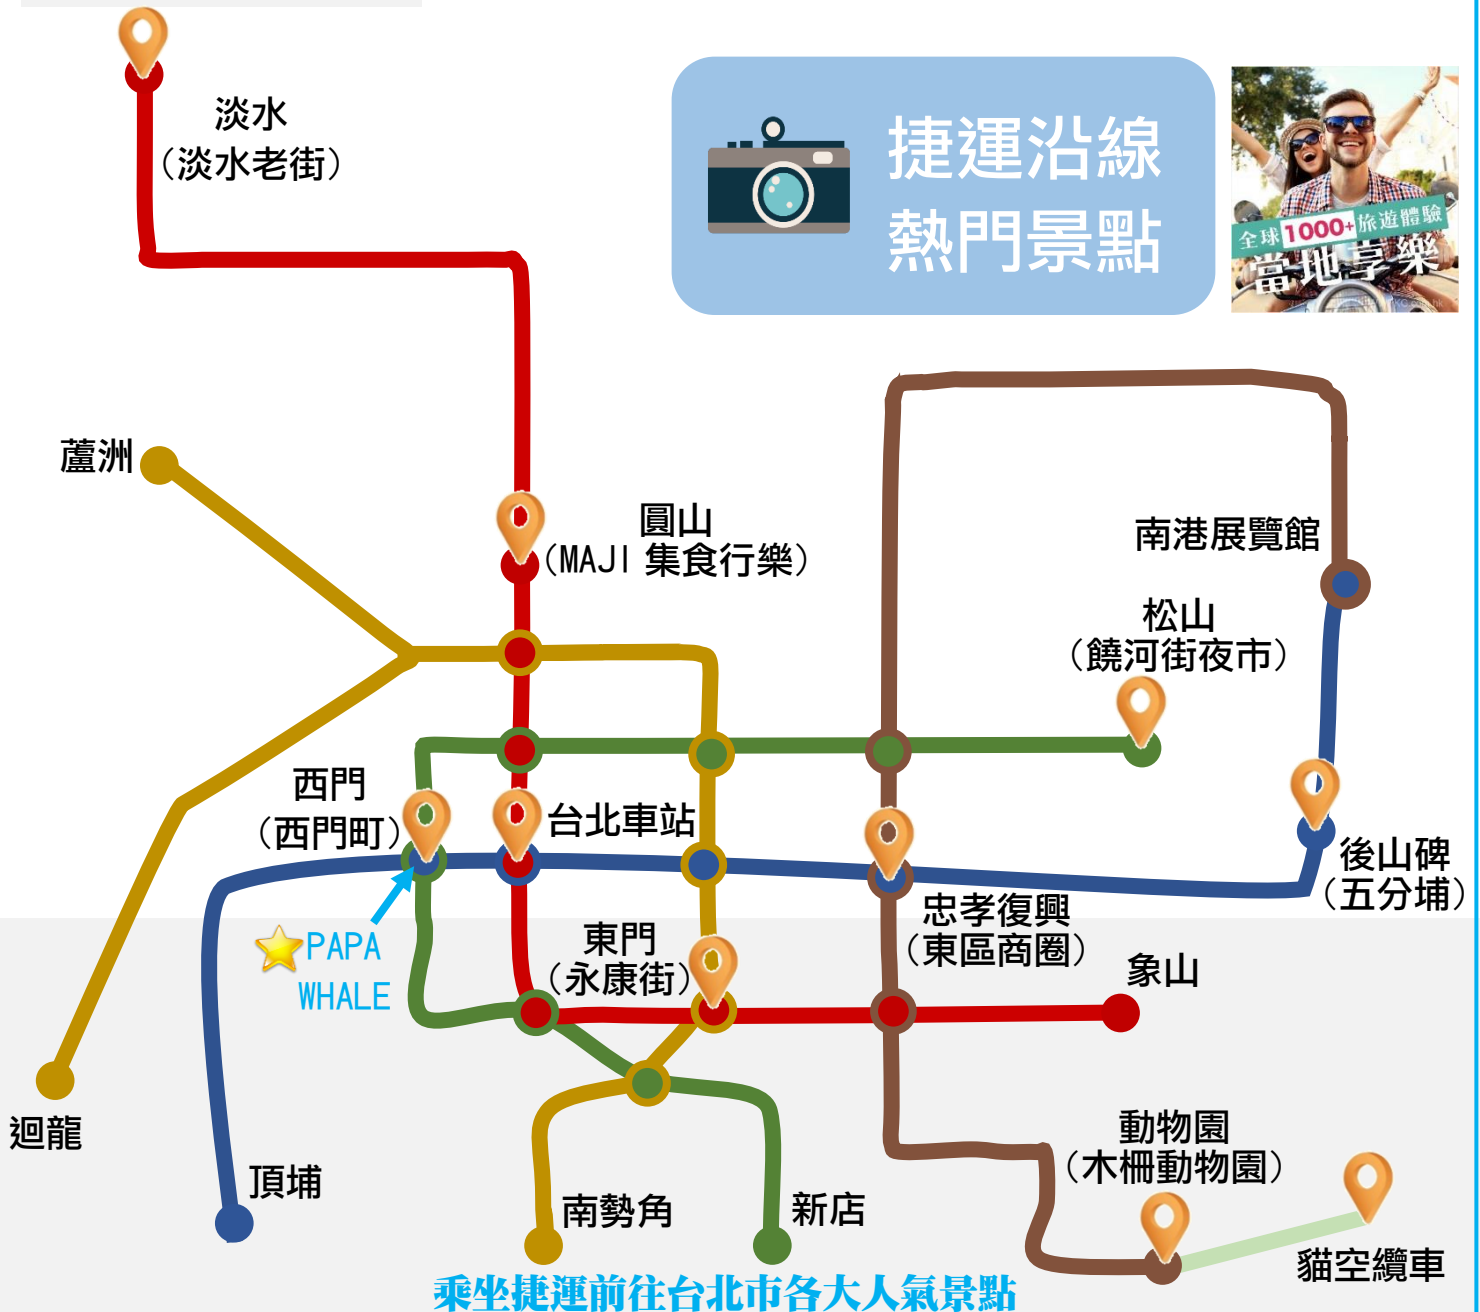 淡水
（淡水老街）
捷運沿線
熱門景點
全球1000+旅遊體驗
當地享樂
蘆洲
圓山
（MAJI 集食行樂）
南港展覽館
松山
（饒河街夜市）
西門
（西門町）
台北車站
後山碑
（五分埔）
忠孝復興
（東區商圈）
PAPA
WHALE
東門
（永康街）
象山
迴龍
頂埔
動物園
（木柵動物園）
南勢角
新店
貓空纜車
乘坐捷運前往台北市各大人氣景點